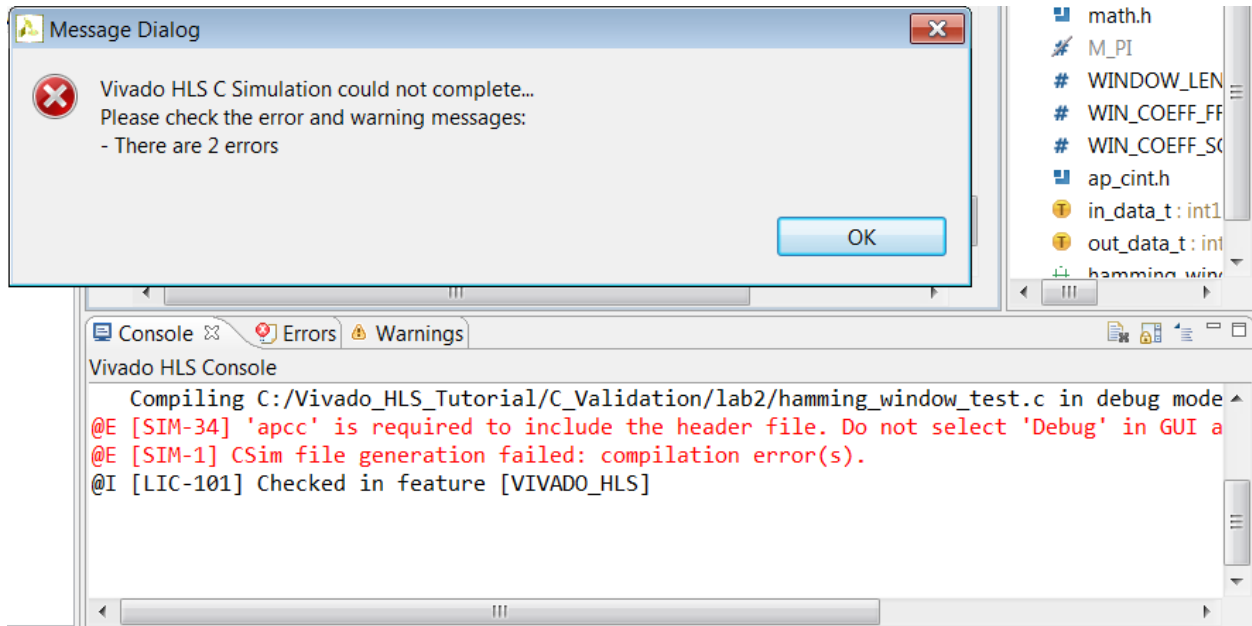 Message Dialog
Vivado HLS C Simulation could not complete...
Please check the error and warning messages:
- There are 2 errors
OK
math.h
M_PI
WINDOW_LEN
WIN_COEFF_FF
WIN_COEFF_SC
ap_cint.h
in_data_t : int1
out_data_t : int
hamming_wind
Console Errors Warnings
Vivado HLS Console
Compiling C:/Vivado_HLS_Tutorial/C_Validation/lab2/hamming_window_test.c in debug mode
@E [SIM-34] 'apcc' is required to include the header file. Do not select 'Debug' in GUI a
@E [SIM-1] CSim file generation failed: compilation error(s).
@I [LIC-101] Checked in feature [VIVADO_HLS]